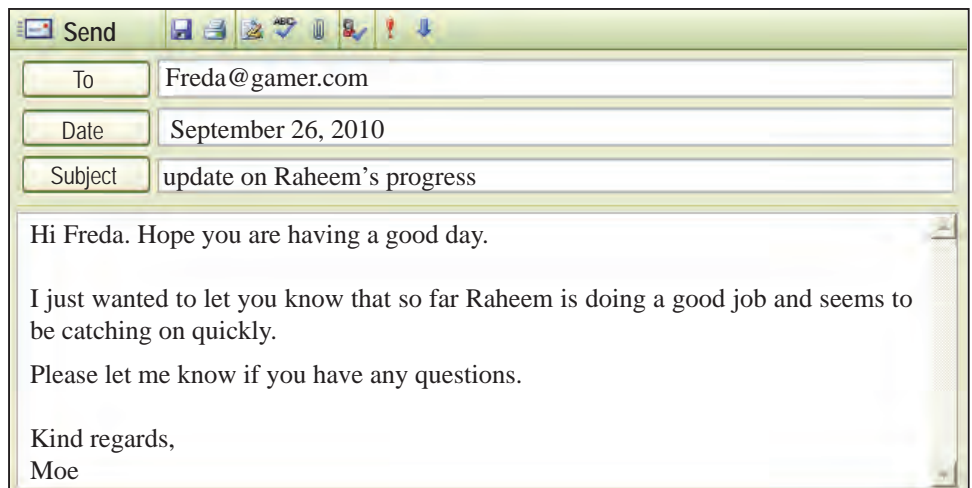 Send
To
Freda@gamer.com
Date
September 26, 2010
Subject
update on Raheem's progress
Hi Freda. Hope you are having a good day.
I just wanted to let you know that so far Raheem is doing a good job and seems to
be catching on quickly.
Please let me know if you have any questions.
Kind regards,
Moe